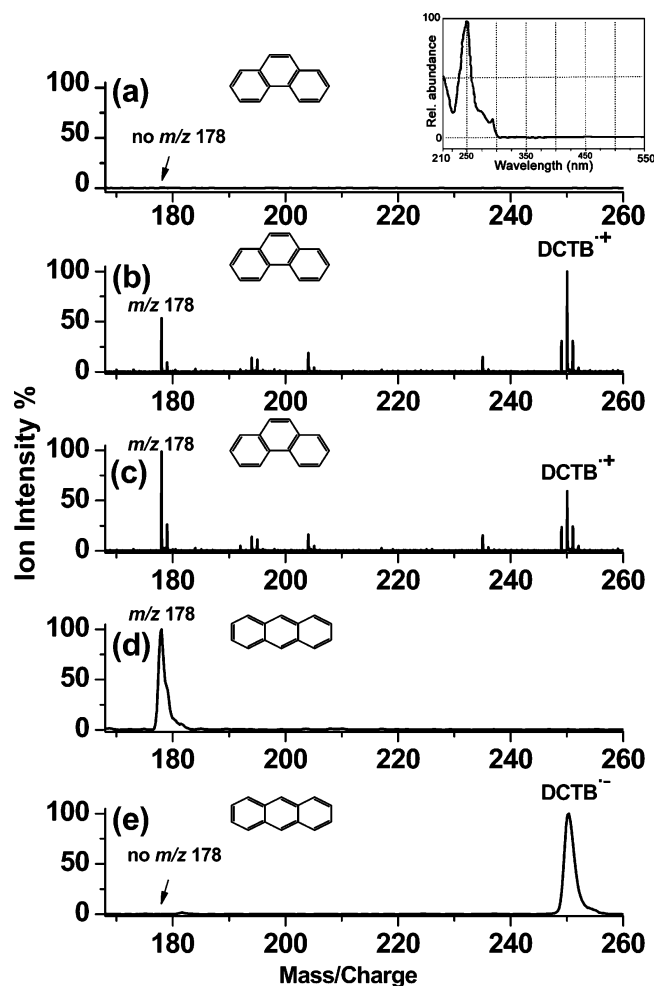 Ion Intensity %
(a)
100
50
0
no m/z 178
180 200 220 240 260
Rel. abundance
100
0
210 250 350 450 550
Wavelength (nm)
(b)
100
50
0
m/z 178
DCTB·+
180 200 220 240 260
(c)
100
50
0
m/z 178
DCTB·+
180 200 220 240 260
(d)
100
50
0
m/z 178
180 200 220 240 260
(e)
100
50
0
no m/z 178
DCTB·−
180 200 220 240 260
Mass/Charge